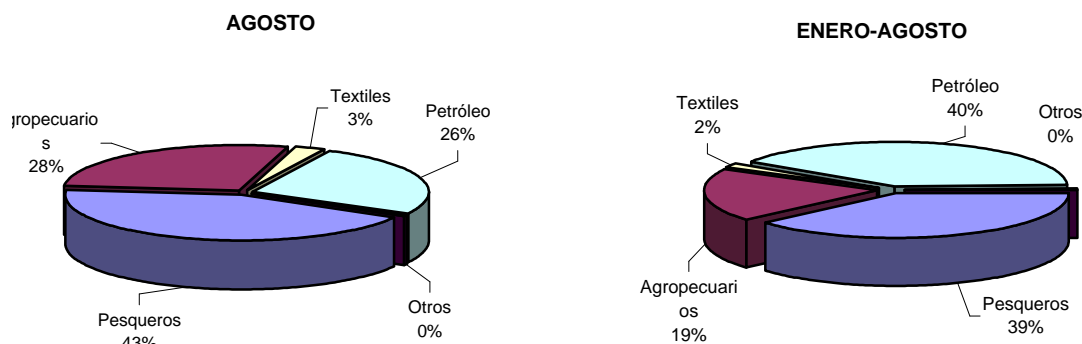 AGOSTO
Textiles
3%
Petróleo
26%
gropecuario
s
28%
Pesqueros
43%
Otros
0%
ENERO-AGOSTO
Petróleo
40%
Textiles
2%
Otros
0%
Agropecuari
os
19%
Pesqueros
39%